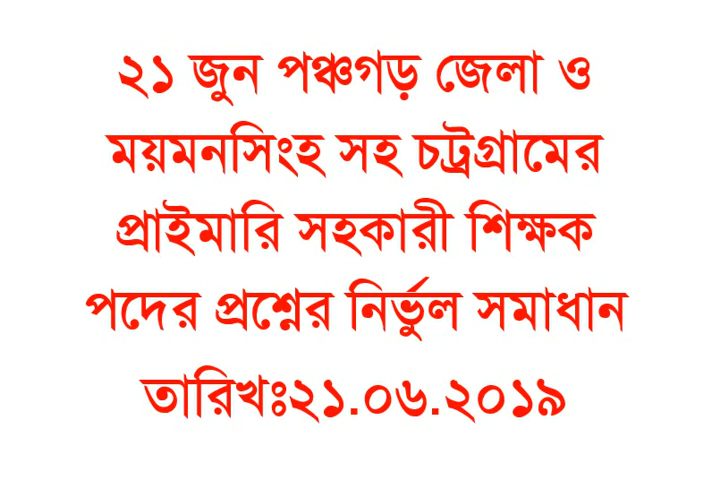 ২১ জুন পঞ্চগড় জেলা ও
ময়মনসিংহ সহ চট্রগ্রামের
প্রাইমারি সহকারী শিক্ষক
পদের প্রশ্নের নির্ভুল সমাধান
তারিখঃ২১.০৬.২০১৯